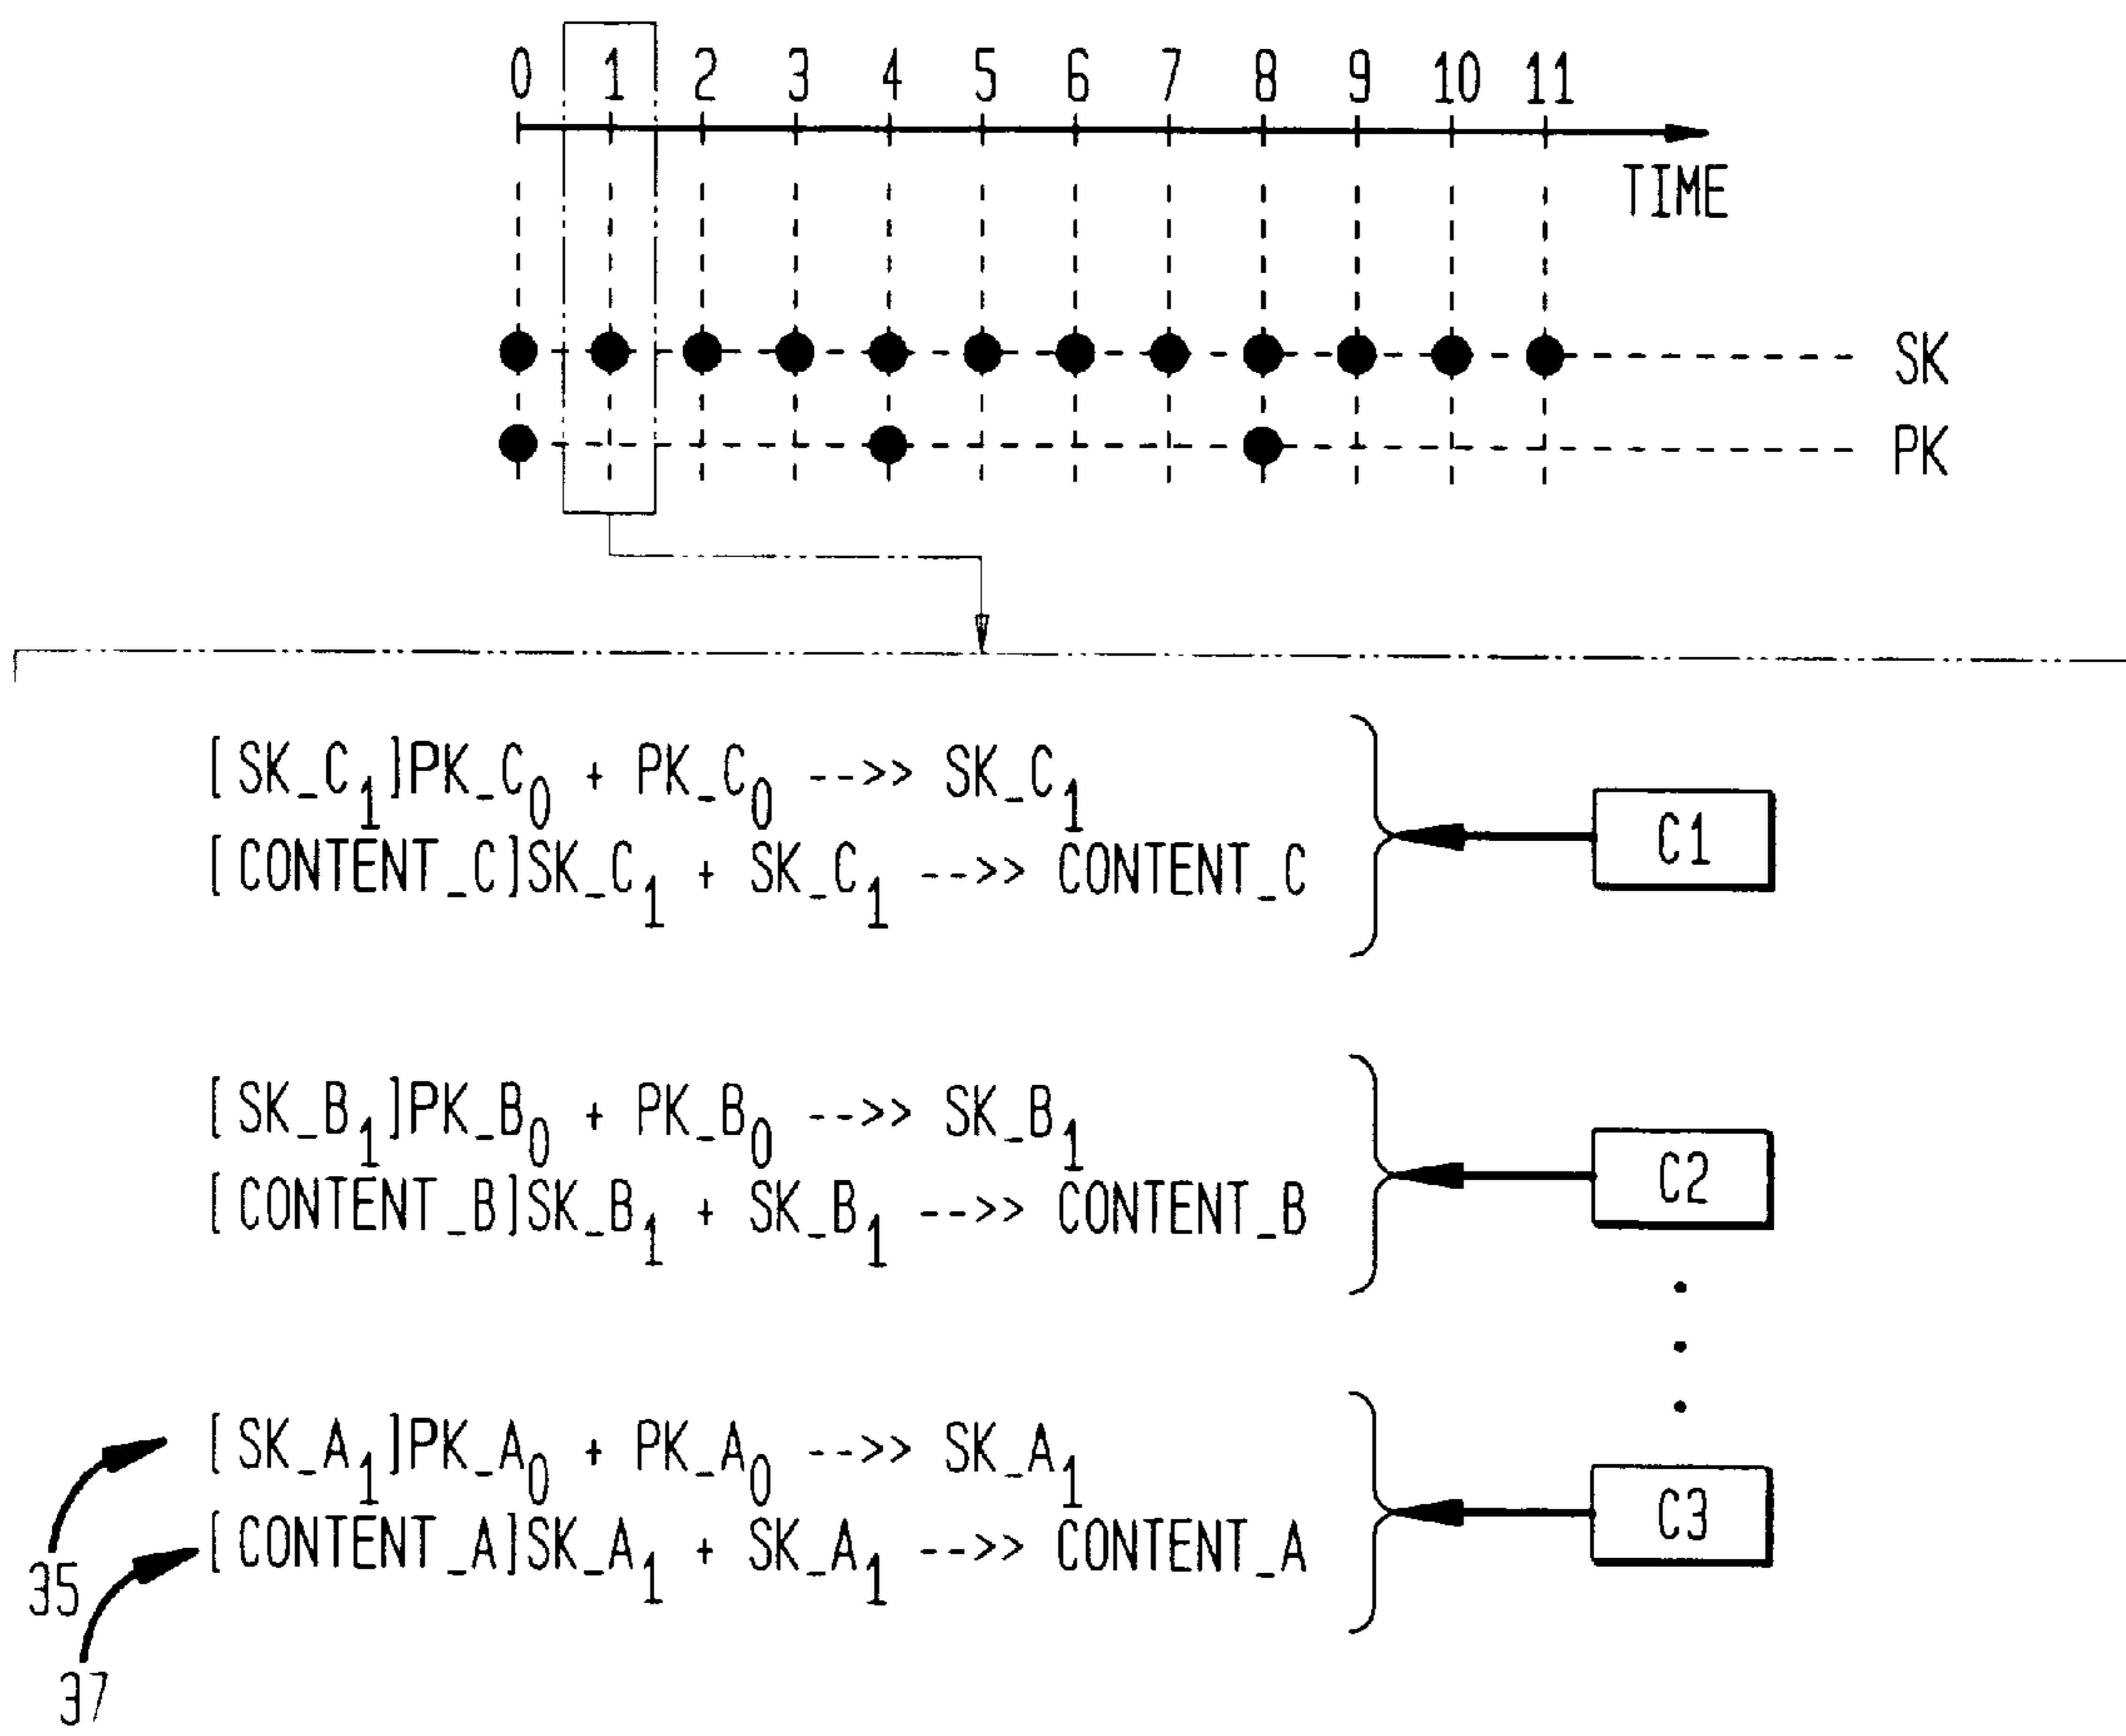 0 1 2 3 4 5 6 7 8 9 10 11
TIME
SK
PK
[SK_C1]PK_C0 + PK_C0 -->> SK_C1
[CONTENT_C]SK_C1 + SK_C1 -->> CONTENT_C
C1
[SK_B1]PK_B0 + PK_B0 -->> SK_B1
[CONTENT_B]SK_B1 + SK_B1 -->> CONTENT_B
C2
[SK_A1]PK_A0 + PK_A0 -->> SK_A1
[CONTENT_A]SK_A1 + SK_A1 -->> CONTENT_A
C3
35
37